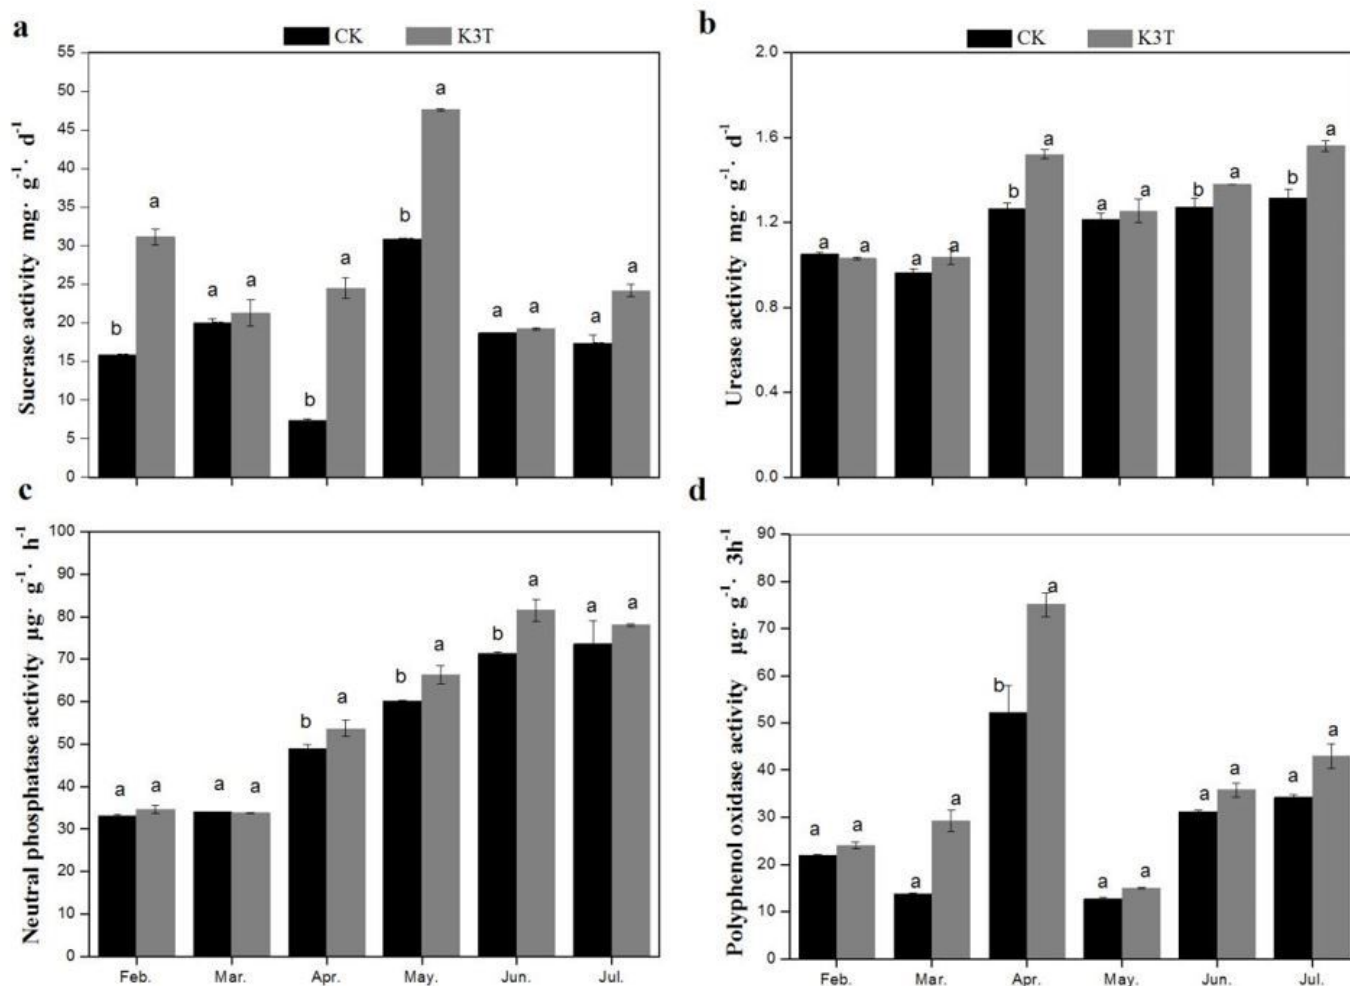 a
CK K3T
Sucrase activity mg· g-1· d-1
55
50
45
40
35
30
25
20
15
10
5
0
b a
a a
b a
b a
a a
a a
b
CK K3T
Urease activity mg· g-1· d-1
2.0
1.6
1.2
0.8
0.4
0.0
a a
a a
b a
a a
b a
b a
c
Neutral phosphatase activity μg· g-1· h-1
100
90
80
70
60
50
40
30
20
10
0
a a
a a
b a
b a
b a
a a
Feb. Mar. Apr. May. Jun. Jul.
d
Polyphenol oxidase activity μg· g-1· 3h-1
90
80
70
60
50
40
30
20
10
0
a a
a a
b a
a a
a a
a a
Feb. Mar. Apr. May. Jun. Jul.